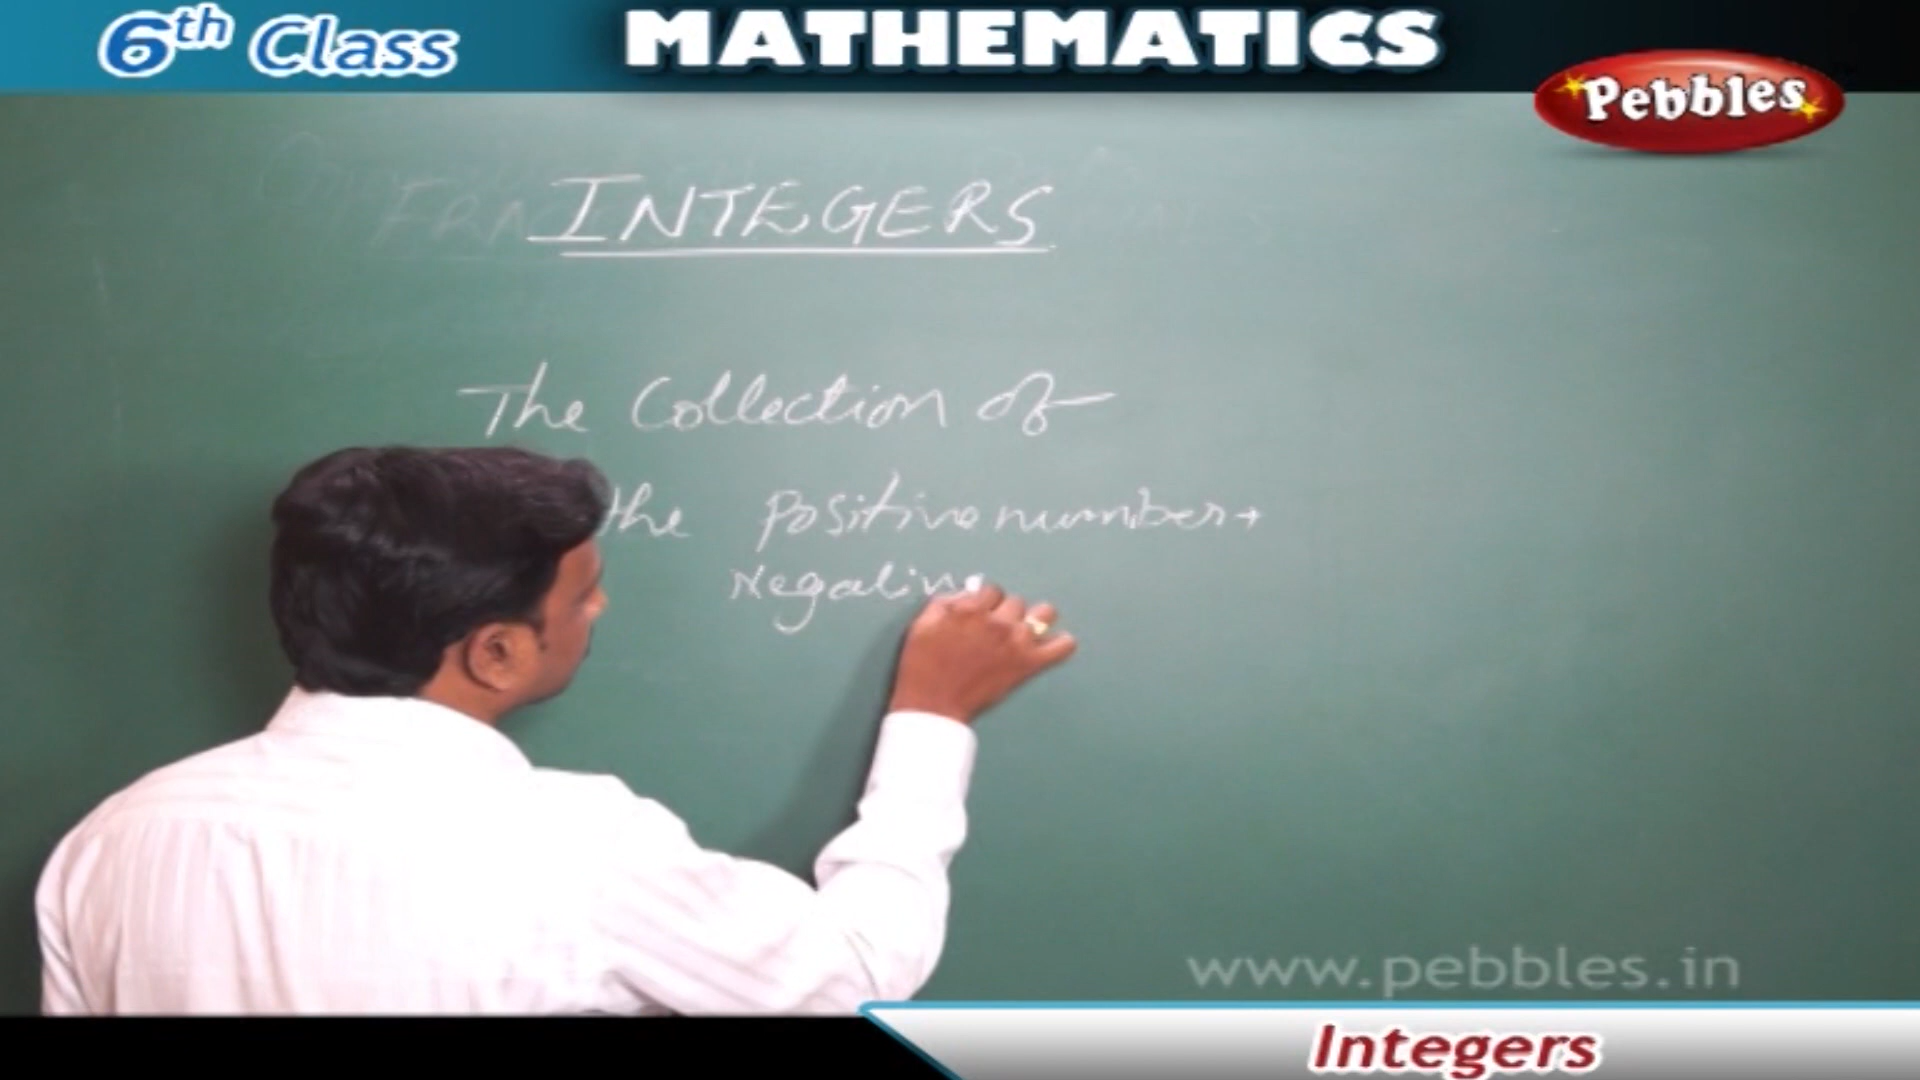 6th Class
MATHEMATICS
Pebbles
INTEGERS
The Collection of
the Positive number +
Negative
www.pebbles.in
Integers